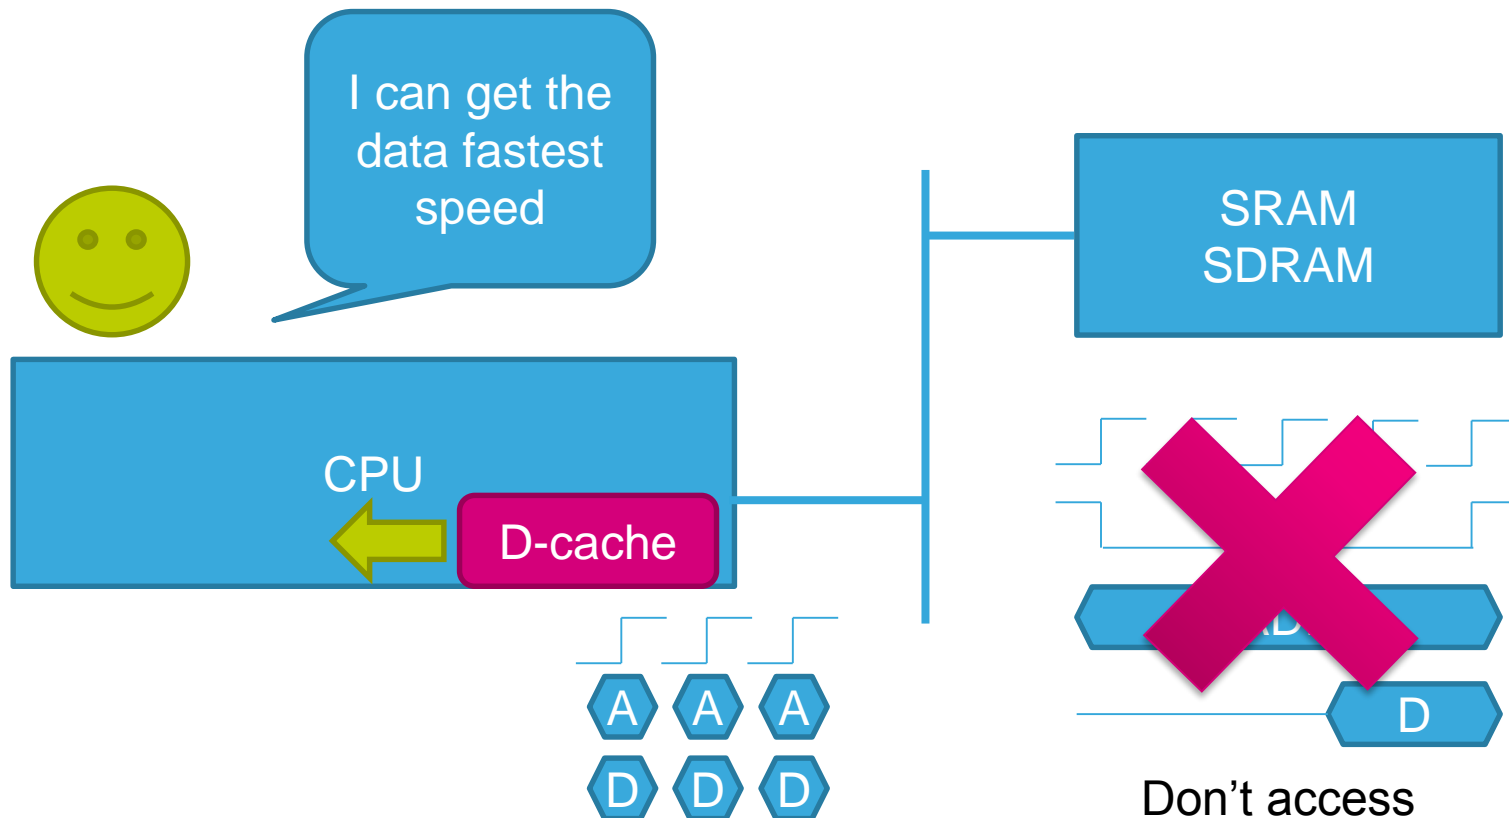 I can get the
data fastest
speed
SRAM
SDRAM
CPU
D-cache
A A A
D
D D D
Don’t access